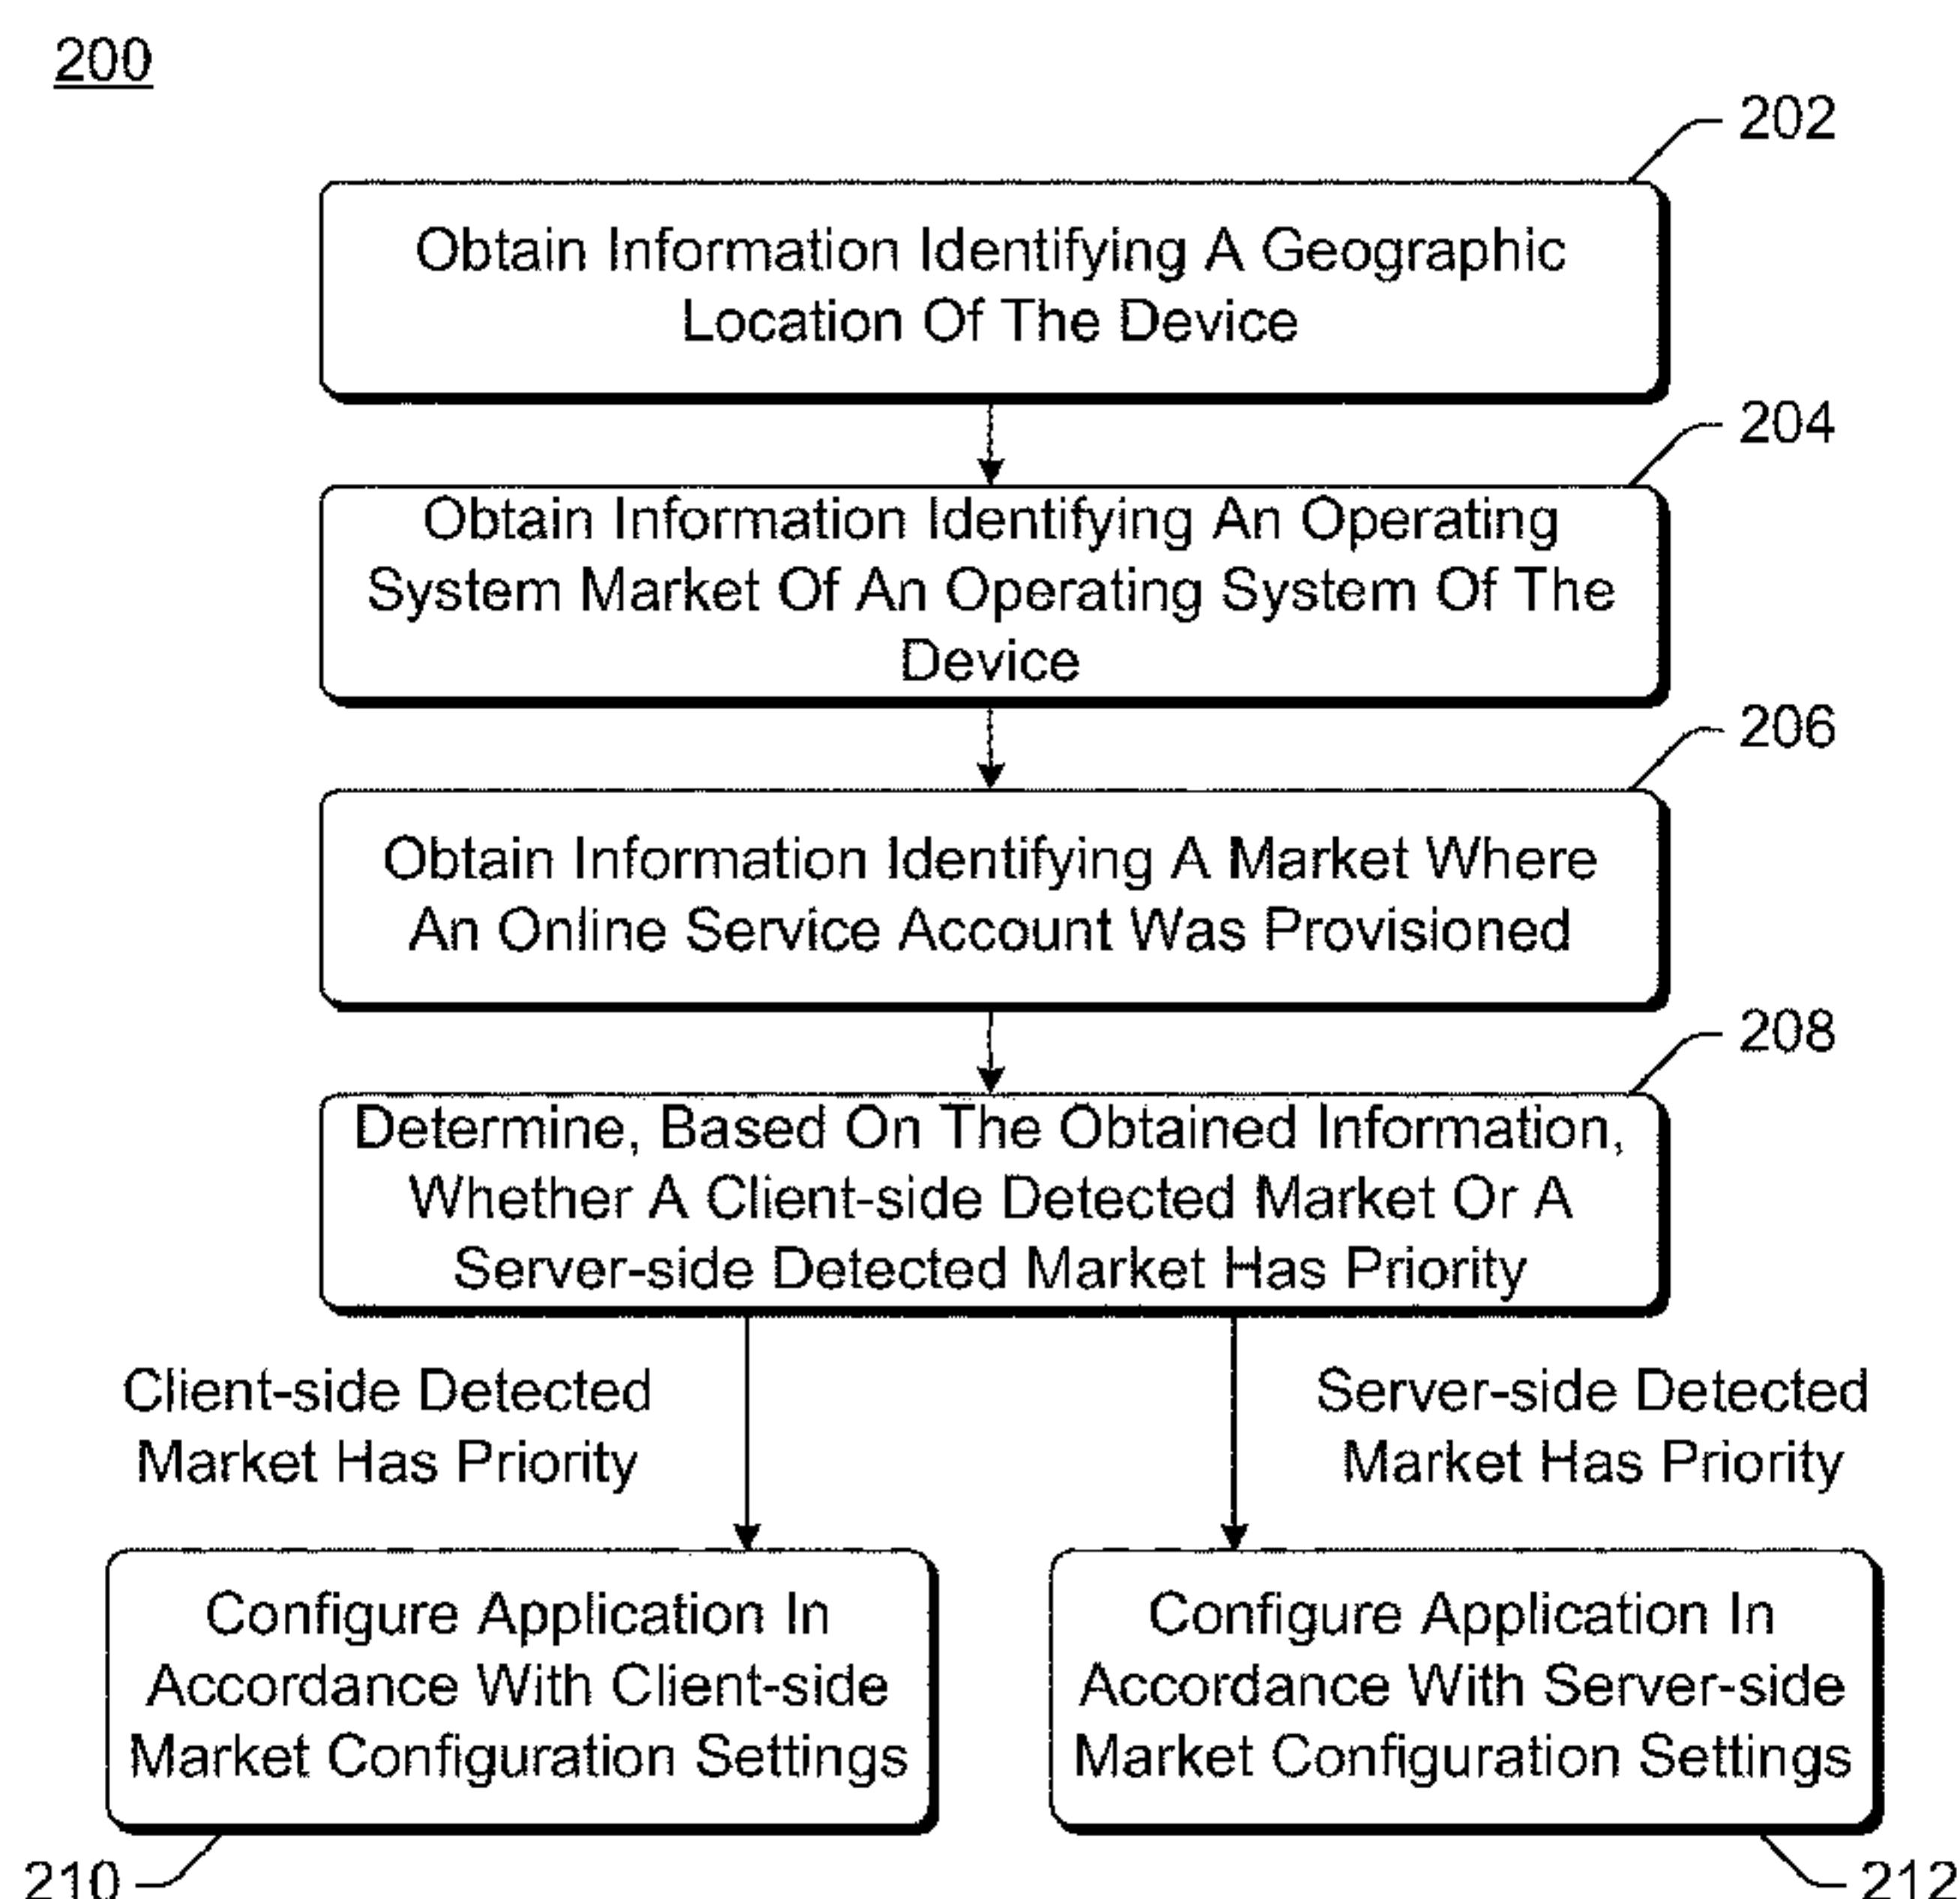 200
202
Obtain Information Identifying A Geographic
Location Of The Device
204
Obtain Information Identifying An Operating
System Market Of An Operating System Of The
Device
206
Obtain Information Identifying A Market Where
An Online Service Account Was Provisioned
208
Determine, Based On The Obtained Information,
Whether A Client-side Detected Market Or A
Server-side Detected Market Has Priority
Client-side Detected
Market Has Priority
Server-side Detected
Market Has Priority
Configure Application In
Accordance With Client-side
Market Configuration Settings
Configure Application In
Accordance With Server-side
Market Configuration Settings
210
212